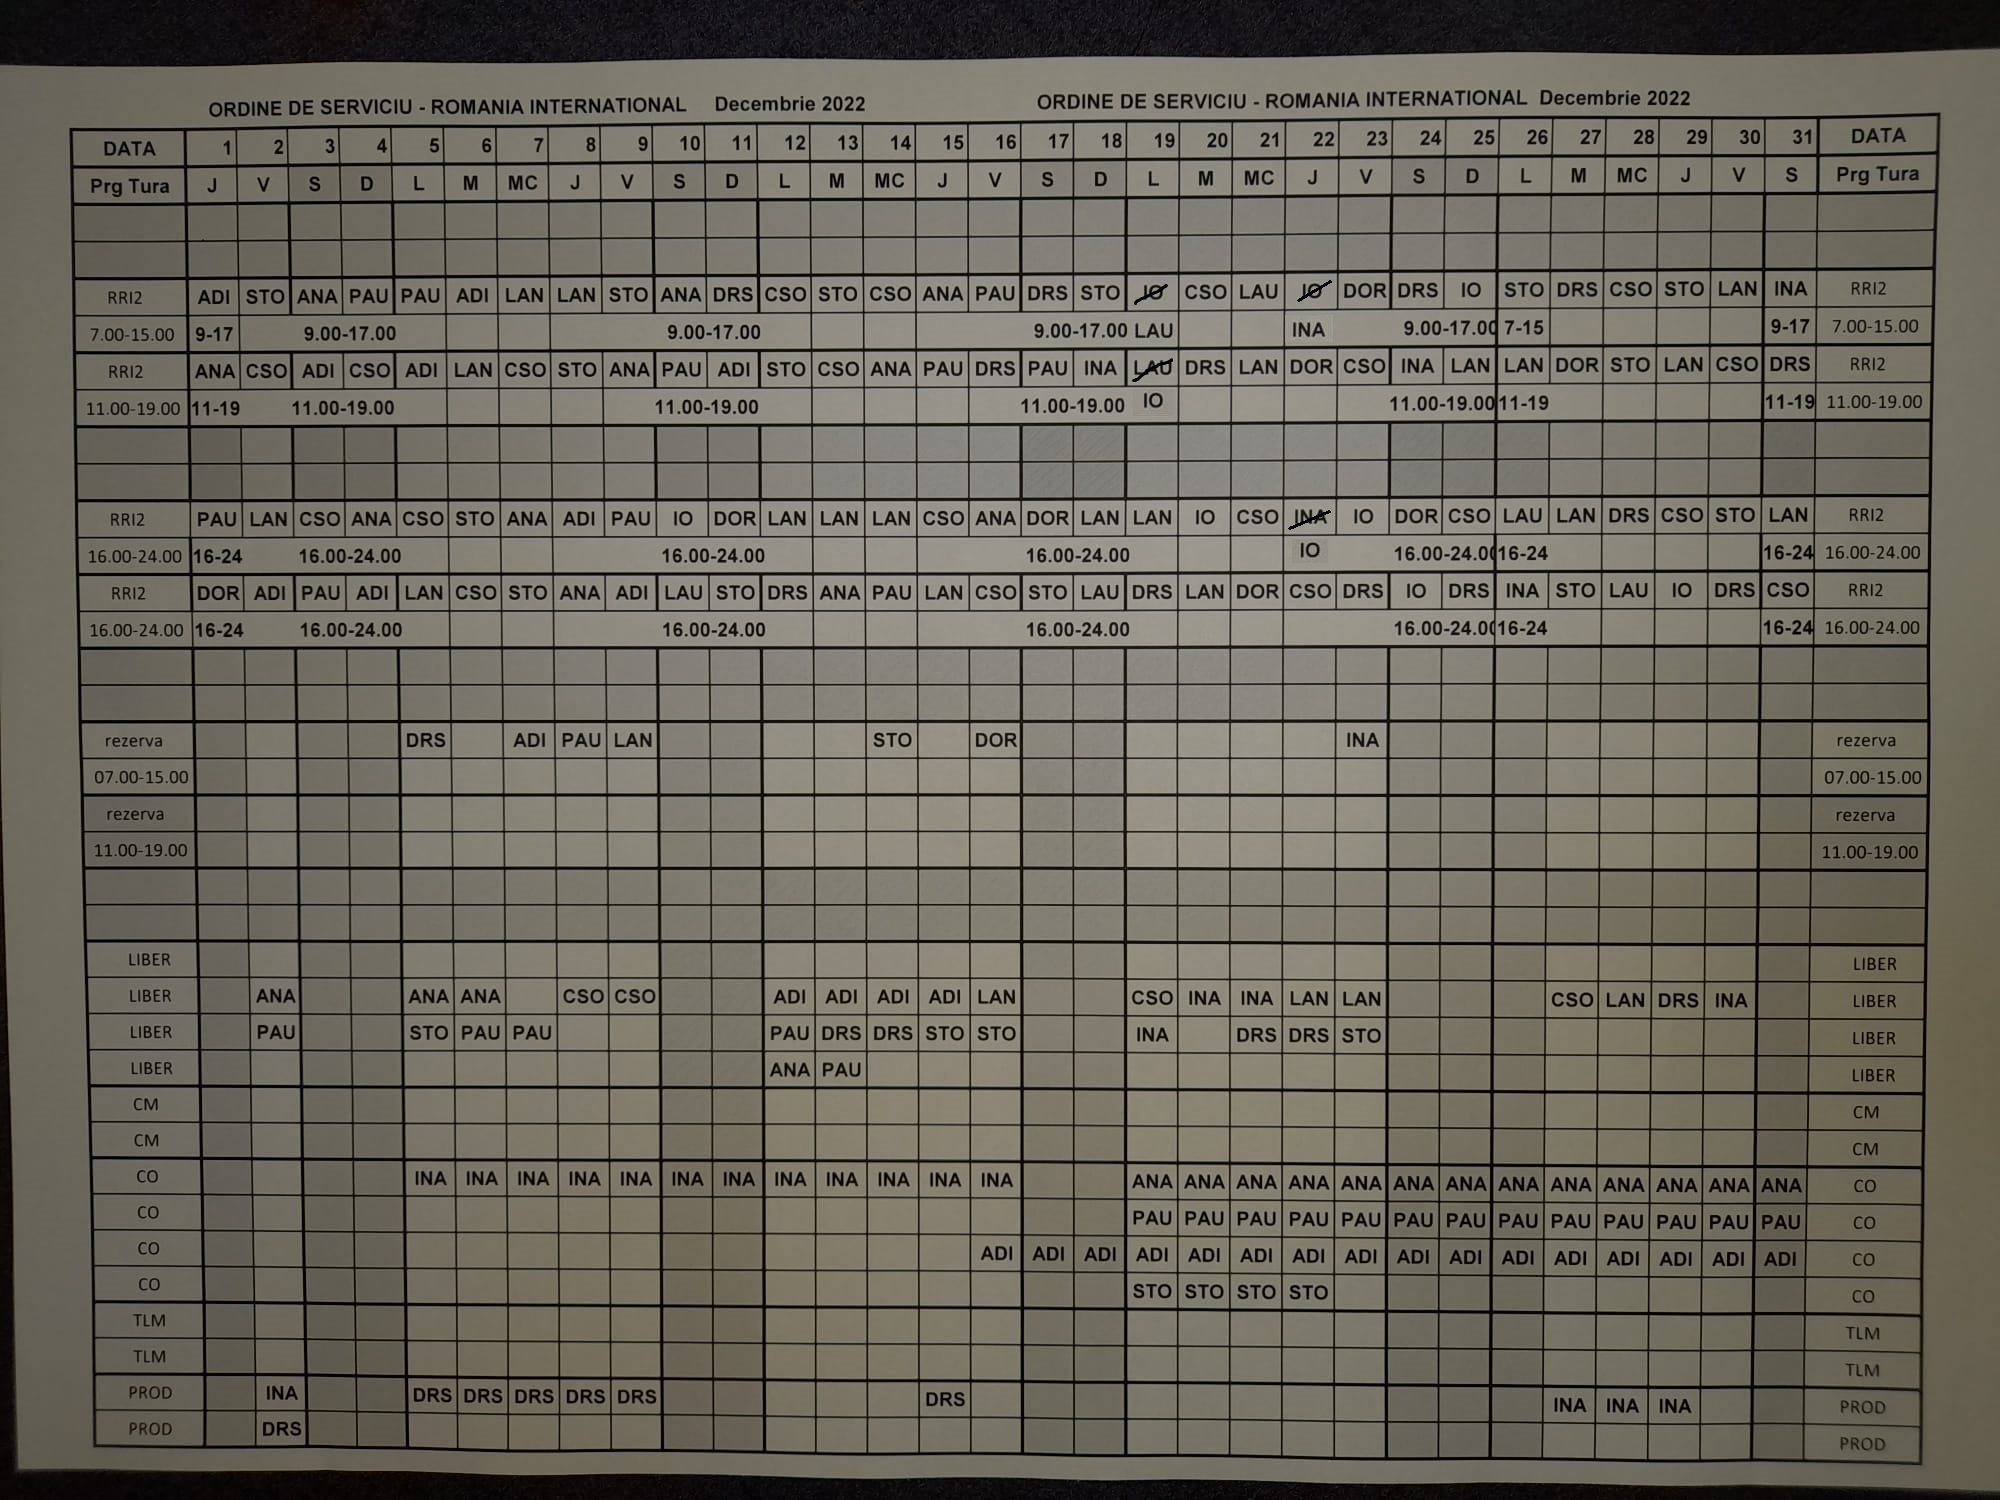 ORDINE DE SERVICIU - ROMANIA INTERNATIONAL Decembrie 2022 ORDINE DE SERVICIU - ROMANIA INTERNATIONAL Decembrie 2022
DATA 1 2 3 4 5 6 7 8 9 10 11 12 13 14 15 16 17 18 19 20 21 22 23 24 25 26 27 28 29 30 31 DATA
Prg Tura J V S D L M MC J V S D L M MC J V S D L M MC J V S D L M MC J V S Prg Tura
RRI2 ADI STO ANA PAU PAU ADI LAN LAN STO ANA DRS CSO STO CSO ANA PAU DRS STO IO CSO LAU IO DOR DRS IO STO DRS CSO STO LAN INA RRI2
7.00-15.00 9-17 9.00-17.00 9.00-17.00 9.00-17.00 LAU INA 9.00-17.00 7-15 9-17 7.00-15.00
RRI2 ANA CSO ADI CSO ADI LAN CSO STO ANA PAU ADI STO CSO ANA PAU DRS PAU INA LAU DRS LAN DOR CSO INA LAN LAN DOR STO LAN CSO DRS RRI2
11.00-19.00 11-19 11.00-19.00 11.00-19.00 11.00-19.00 IO 11.00-19.00 11-19 11-19 11.00-19.00
RRI2 PAU LAN CSO ANA CSO STO ANA ADI PAU IO DOR LAN LAN LAN CSO ANA DOR LAN LAN IO CSO INA IO DOR CSO LAU LAN DRS CSO STO LAN RRI2
16.00-24.00 16-24 16.00-24.00 16.00-24.00 16.00-24.00 IO 16.00-24.0 16-24 16-24 16.00-24.00
RRI2 DOR ADI PAU ADI LAN CSO STO ANA ADI LAU STO DRS ANA PAU LAN CSO STO LAU DRS LAN DOR CSO DRS IO DRS INA STO LAU IO DRS CSO RRI2
16.00-24.00 16-24 16.00-24.00 16.00-24.00 16.00-24.00 16.00-24.0 16-24 16-24 16.00-24.00
rezerva DRS ADI PAU LAN STO DOR INA rezerva
07.00-15.00 07.00-15.00
rezerva rezerva
11.00-19.00 11.00-19.00
LIBER LIBER
LIBER ANA ANA ANA CSO CSO ADI ADI ADI ADI LAN CSO INA INA LAN LAN CSO LAN DRS INA LIBER
LIBER PAU STO PAU PAU PAU DRS DRS STO STO INA DRS DRS STO LIBER
LIBER ANA PAU LIBER
CM CM
CM CM
CO INA INA INA INA INA INA INA INA INA INA INA INA ANA ANA ANA ANA ANA ANA ANA ANA ANA ANA ANA ANA ANA CO
CO PAU PAU PAU PAU PAU PAU PAU PAU PAU PAU PAU PAU PAU CO
CO ADI ADI ADI ADI ADI ADI ADI ADI ADI ADI ADI ADI ADI ADI ADI ADI CO
CO STO STO STO STO CO
TLM TLM
TLM TLM
PROD INA DRS DRS DRS DRS DRS DRS INA INA INA PROD
PROD DRS PROD